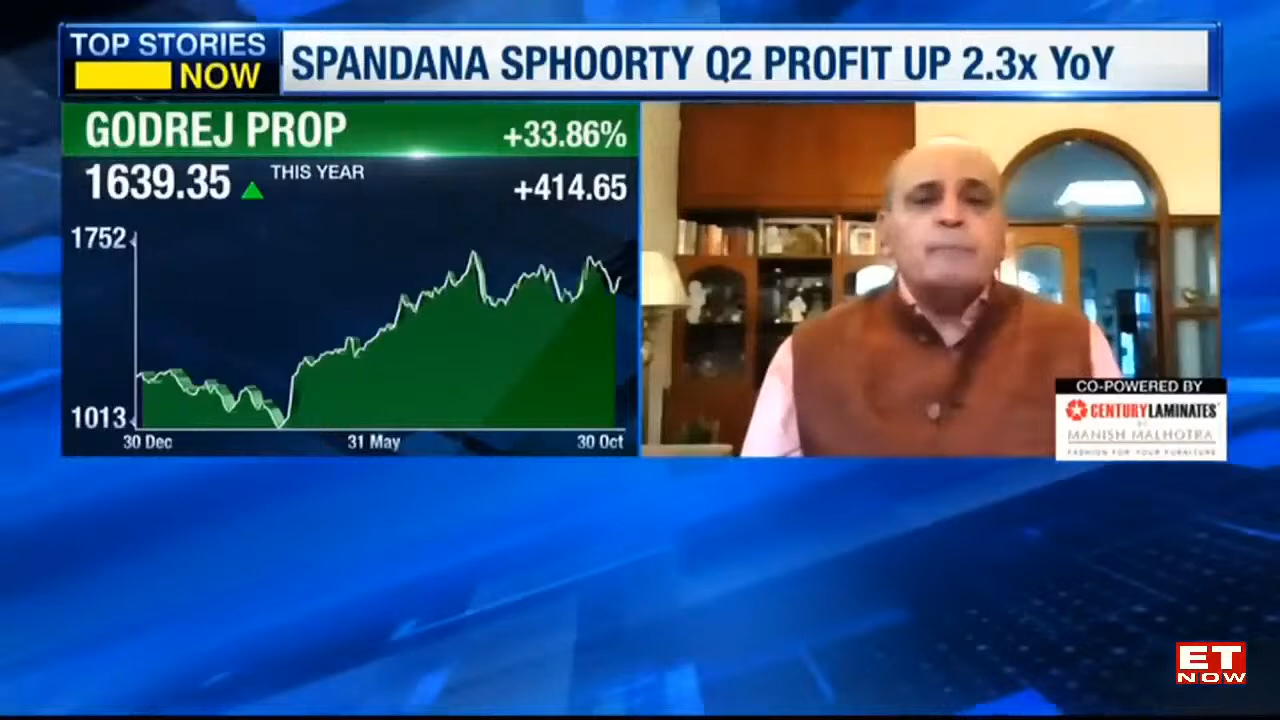 TOP STORIES
NOW
SPANDANA SPHOORTY Q2 PROFIT UP 2.3x YoY
GODREJ PROP
+33.86%
1639.35
THIS YEAR
+414.65
1752
1013
30 Dec
31 May
30 Oct
CO-POWERED BY
CENTURYLAMINATES
BY
MANISH MALHOTRA
FASHION FOR YOUR FURNITURE
ET
NOW